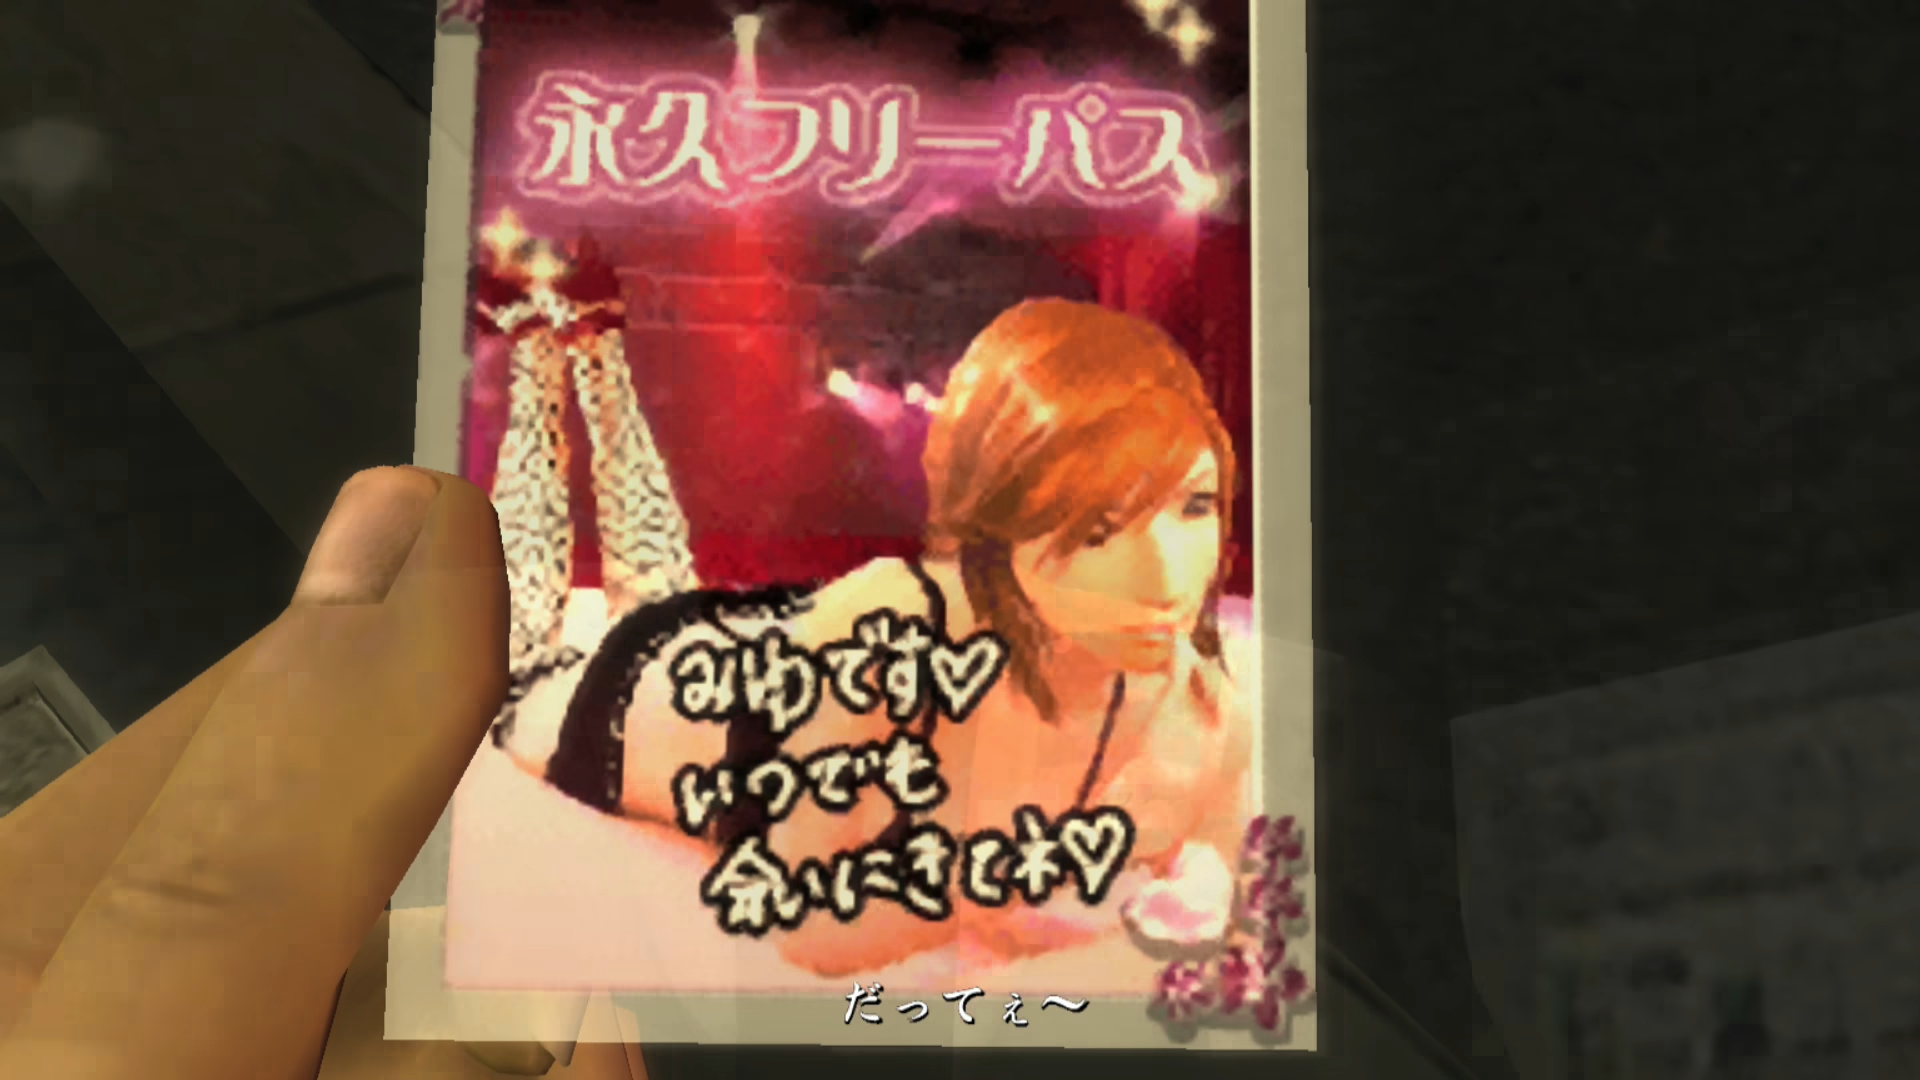 永久フリーパス
みゆです♡
いつでも
会いにきてネ♡
だってぇ～